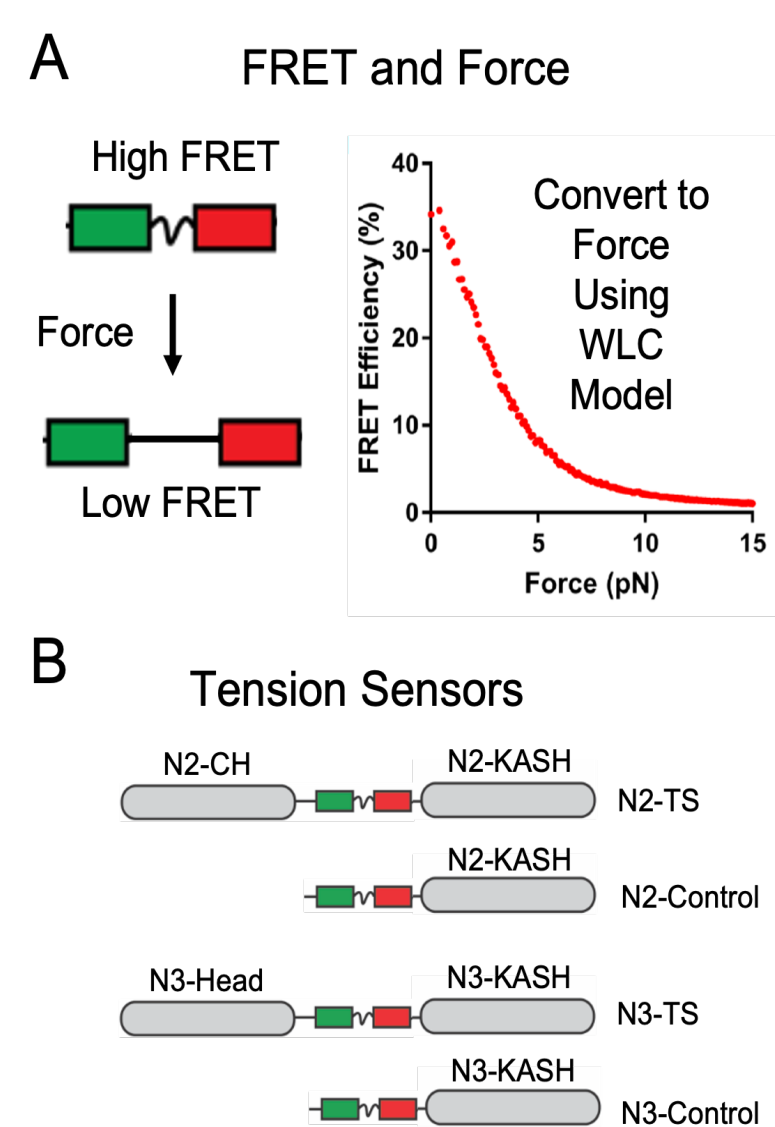 A
FRET and Force
High FRET
Force
Low FRET
40
30
20
10
0
FRET Efficiency (%)
Convert to
Force
Using
WLC
Model
0 5 10 15
Force (pN)
B
Tension Sensors
N2-CH
N2-KASH
N2-TS
N2-KASH
N2-Control
N3-Head
N3-KASH
N3-TS
N3-KASH
N3-Control